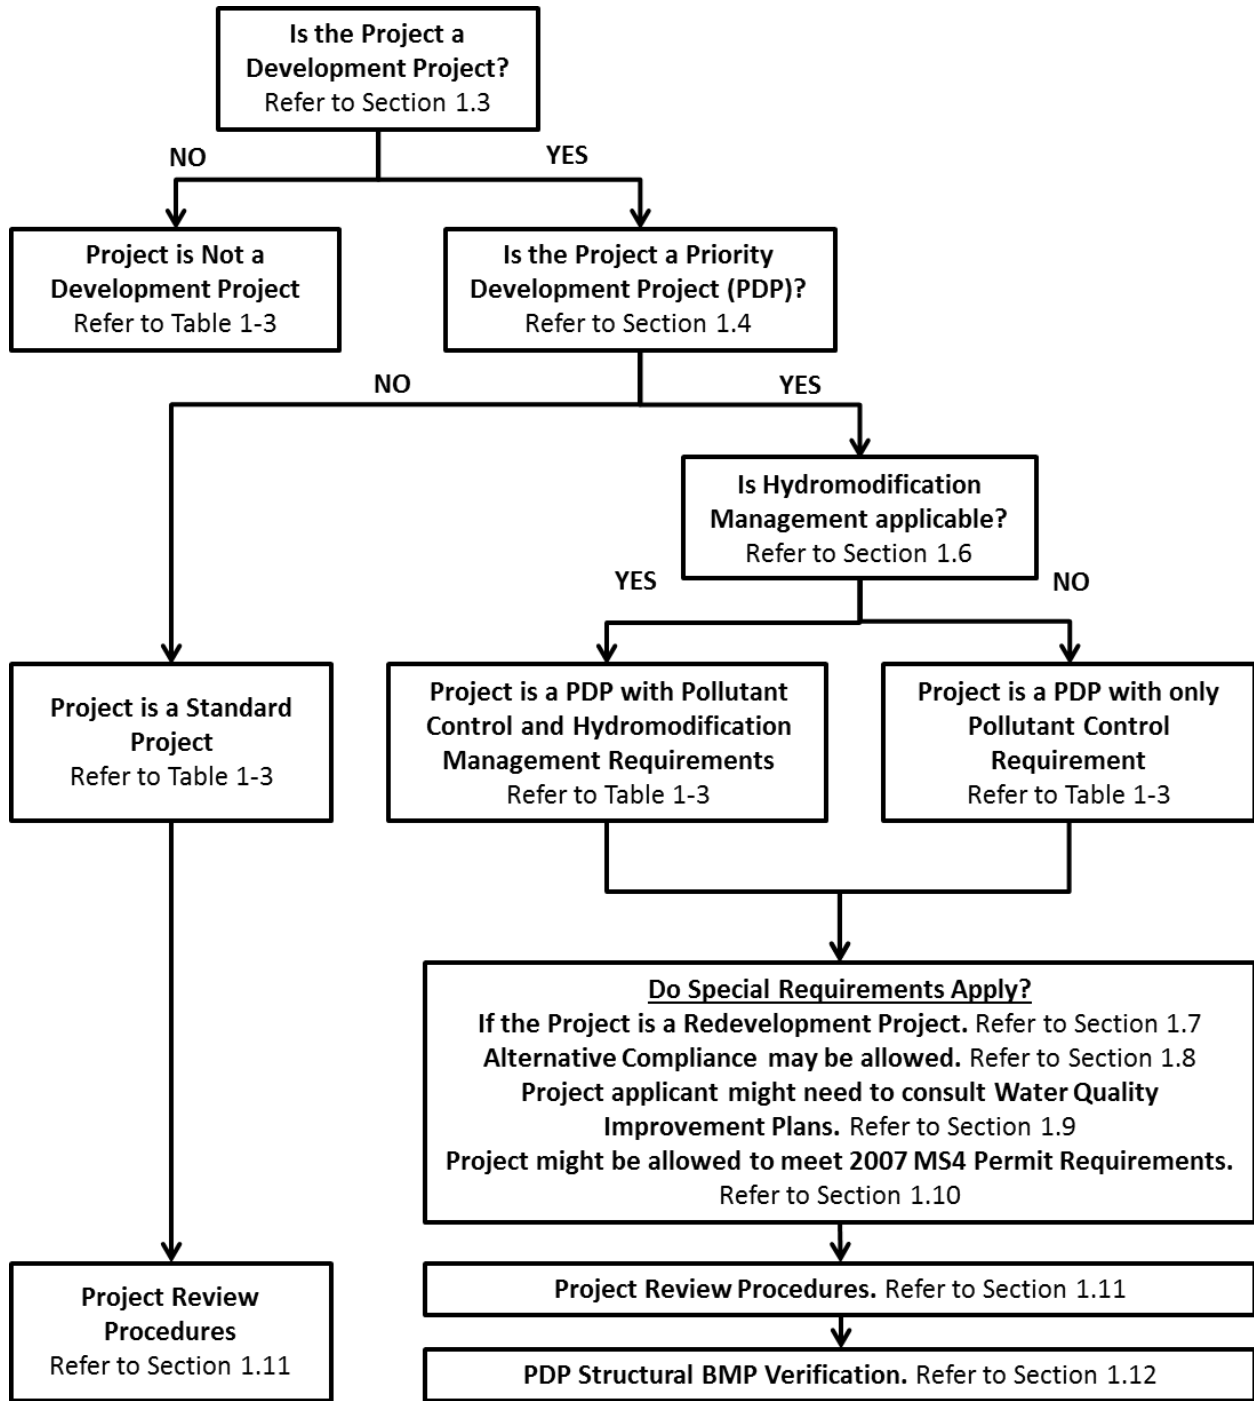 Is the Project a
Development Project?
Refer to Section 1.3
NO
YES
Project is Not a
Development Project
Refer to Table 1-3
Is the Project a Priority
Development Project (PDP)?
Refer to Section 1.4
NO
YES
Is Hydromodification
Management applicable?
Refer to Section 1.6
YES
NO
Project is a Standard
Project
Refer to Table 1-3
Project is a PDP with Pollutant
Control and Hydromodification
Management Requirements
Refer to Table 1-3
Project is a PDP with only
Pollutant Control
Requirement
Refer to Table 1-3
Do Special Requirements Apply?
If the Project is a Redevelopment Project. Refer to Section 1.7
Alternative Compliance may be allowed. Refer to Section 1.8
Project applicant might need to consult Water Quality
Improvement Plans. Refer to Section 1.9
Project might be allowed to meet 2007 MS4 Permit Requirements.
Refer to Section 1.10
Project Review
Procedures
Refer to Section 1.11
Project Review Procedures. Refer to Section 1.11
PDP Structural BMP Verification. Refer to Section 1.12